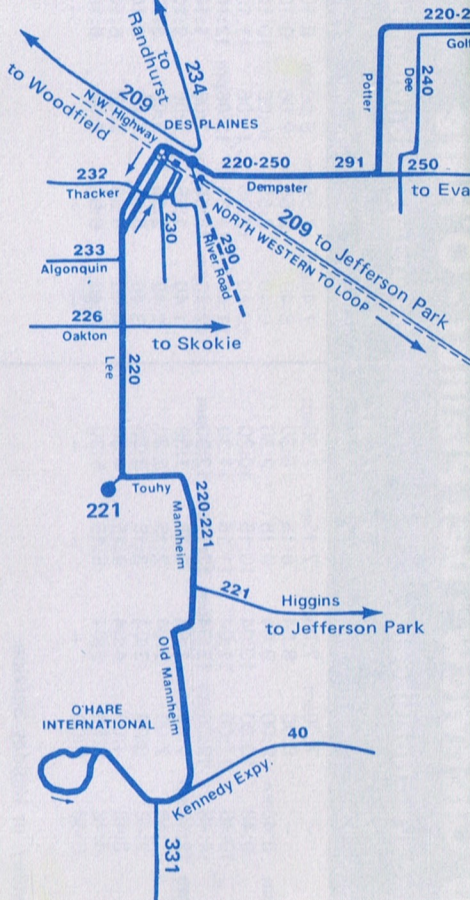 220-2
Golf
to
Randhurst
234
209
to Woodfield
N.W. Highway
DES PLAINES
Potter
Dee
240
220-250
291
250
Dempster
to Eva
232
Thacker
230
290
River Road
209 to Jefferson Park
NORTH WESTERN TO LOOP
233
Algonquin
226
Oakton
to Skokie
Lee
220
221
Touhy
Mannheim
220-221
221
Higgins
to Jefferson Park
Old Mannheim
O'HARE
INTERNATIONAL
40
Kennedy Expy.
331